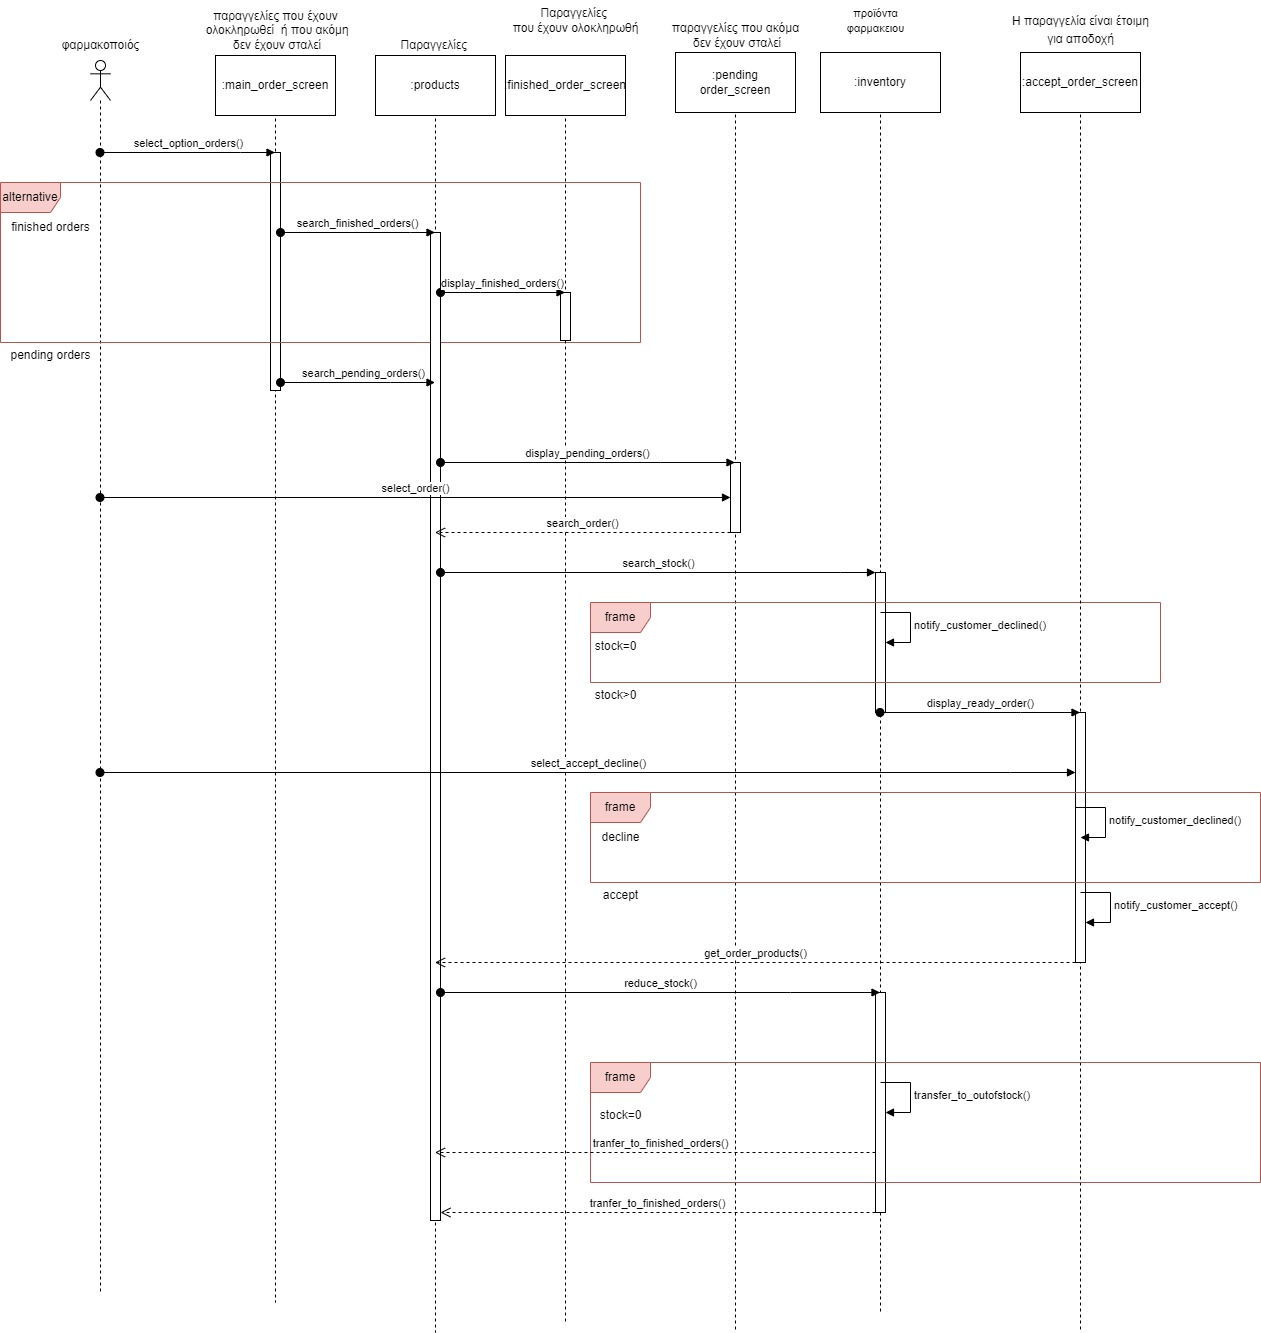 φαρμακοποιός
παραγγελίες που έχουν
ολοκληρωθεί ή που ακόμη
δεν έχουν σταλεί
Παραγγελίες
Παραγγελίες
που έχουν ολοκληρωθή
παραγγελίες που ακόμα
δεν έχουν σταλεί
προϊόντα
φαρμακειου
Η παραγγελία είναι έτοιμη
για αποδοχή
:main_order_screen
:products
:finished_order_screen
:pending
order_screen
:inventory
:accept_order_screen
select_option_orders()
alternative
finished orders
search_finished_orders()
display_finished_orders()
pending orders
search_pending_orders()
display_pending_orders()
select_order()
search_order()
search_stock()
frame
notify_customer_declined()
stock=0
stock>0
display_ready_order()
select_accept_decline()
frame
notify_customer_declined()
decline
accept
notify_customer_accept()
get_order_products()
reduce_stock()
frame
transfer_to_outofstock()
stock=0
tranfer_to_finished_orders()
tranfer_to_finished_orders()